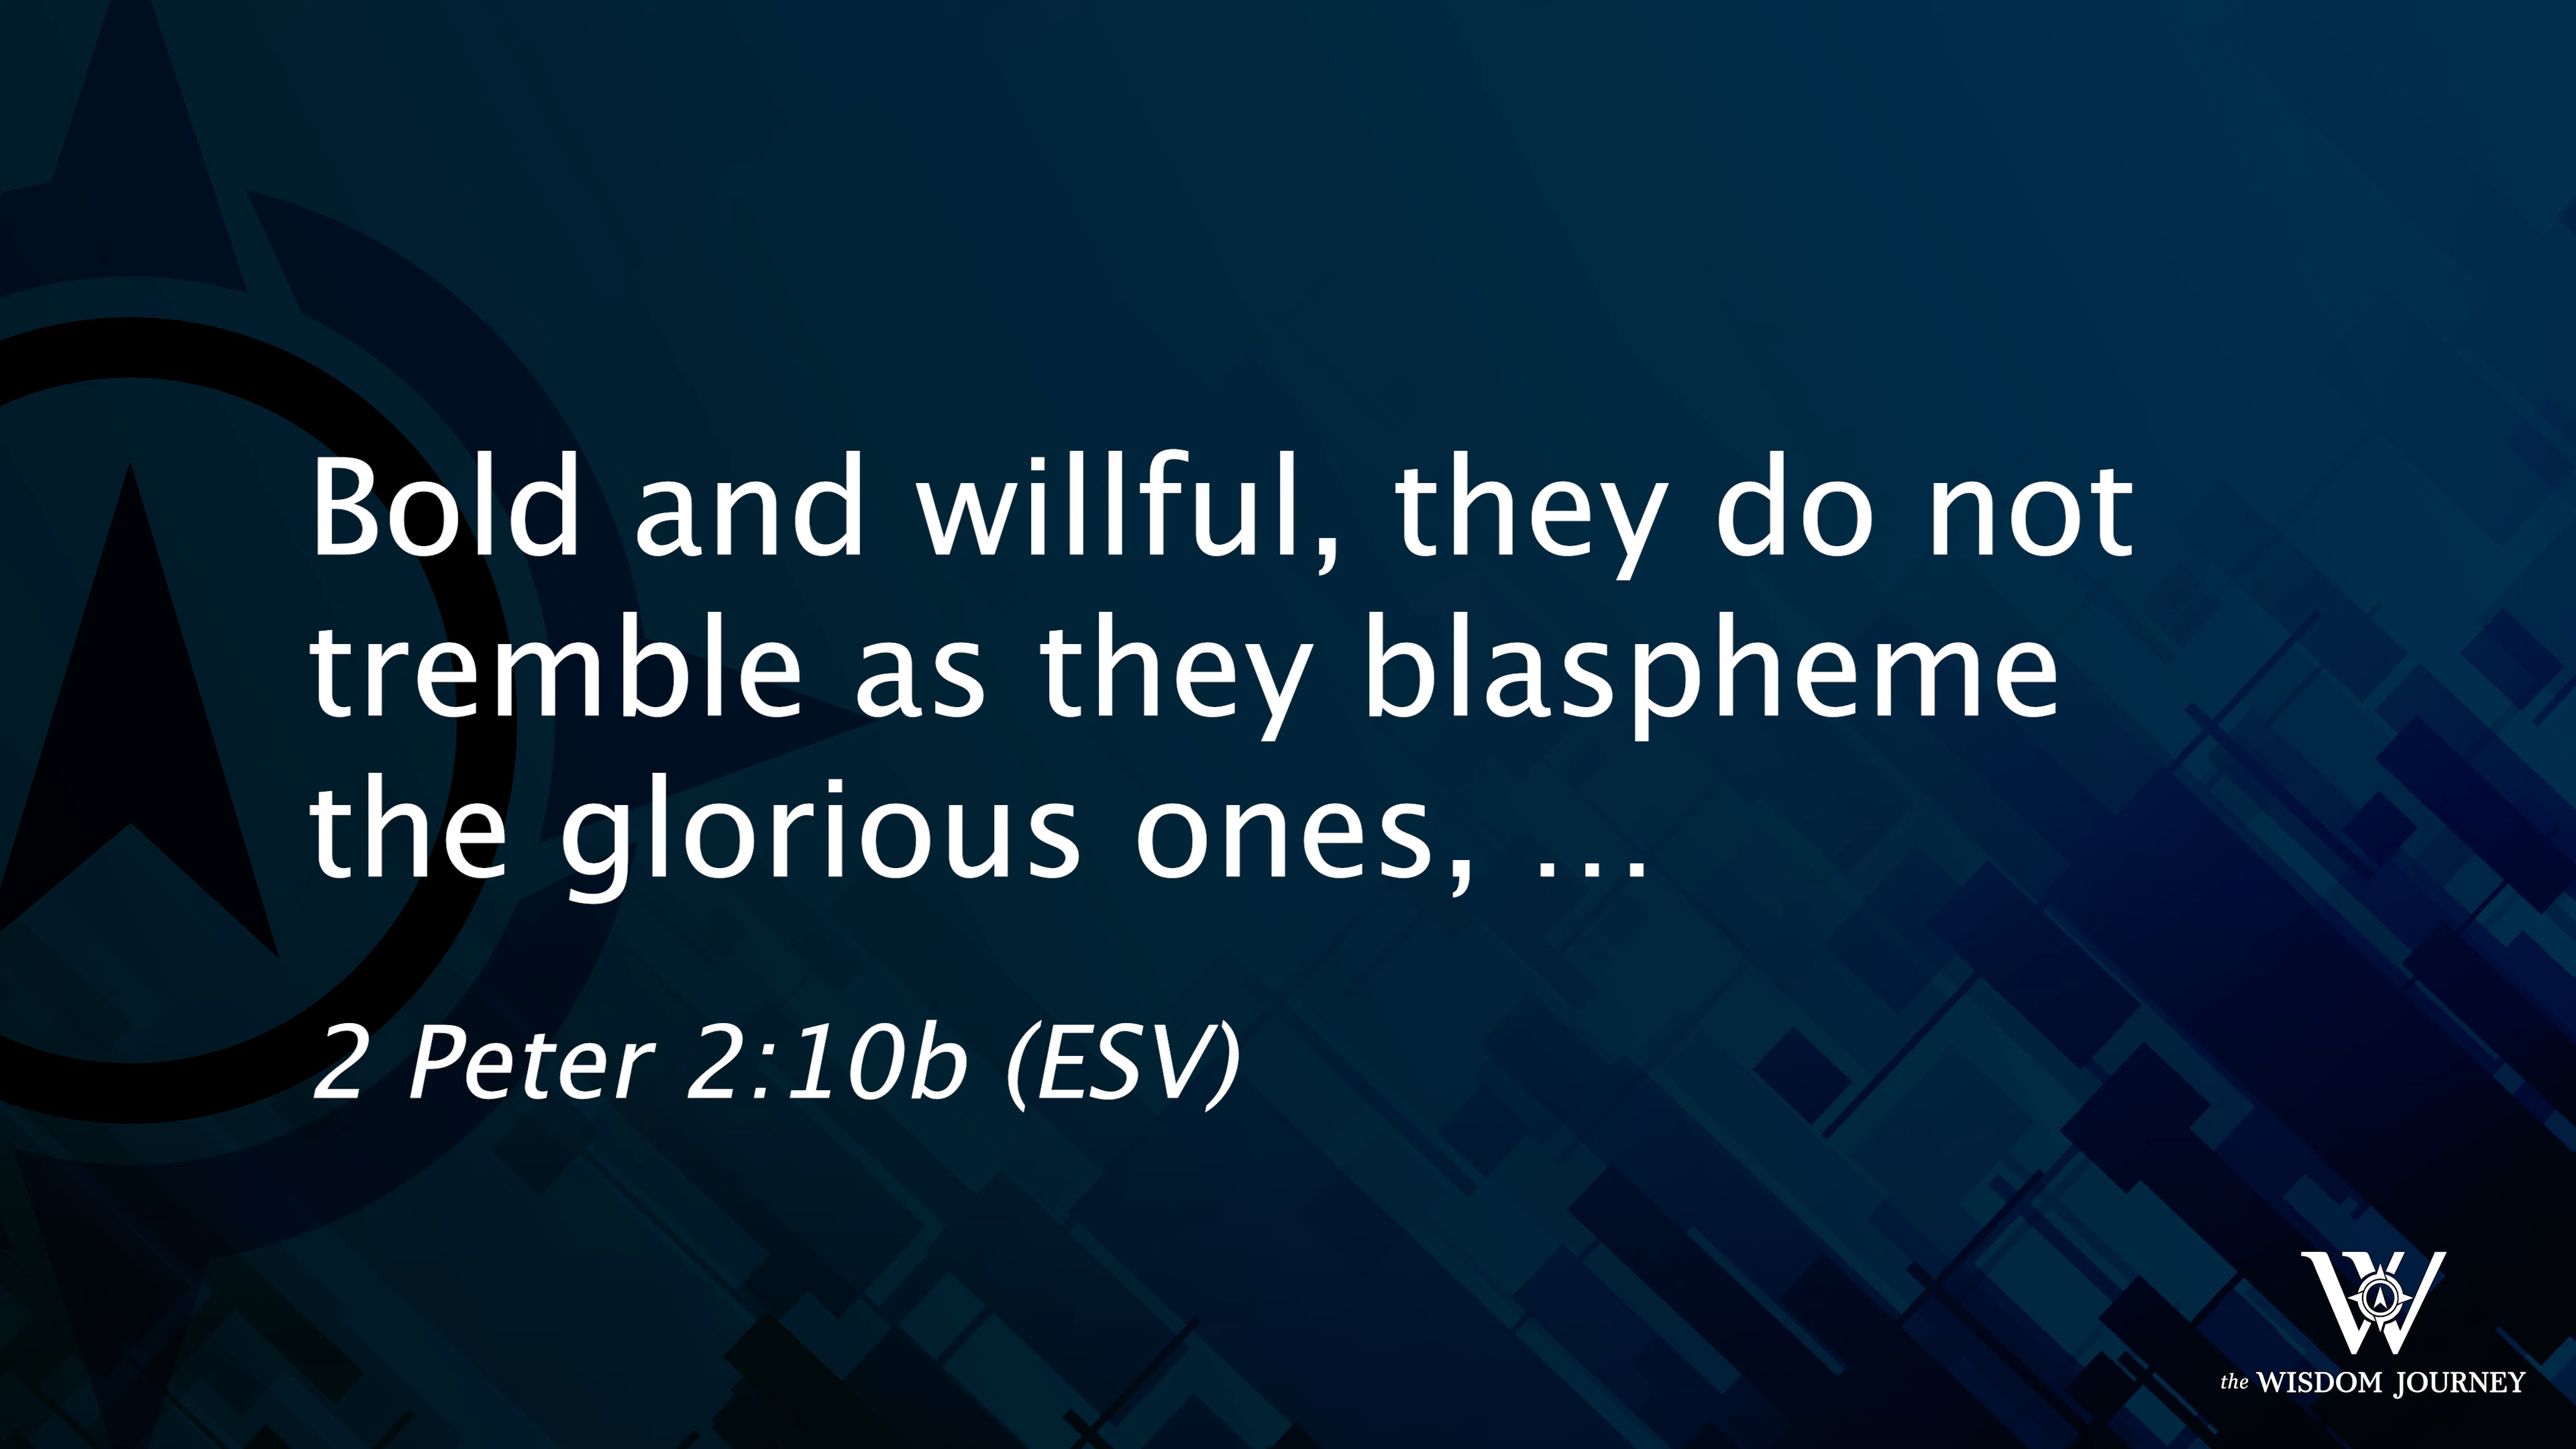 Bold and willful, they do not
tremble as they blaspheme
the glorious ones, ...
2 Peter 2:10b (ESV)
W
the WISDOM JOURNEY